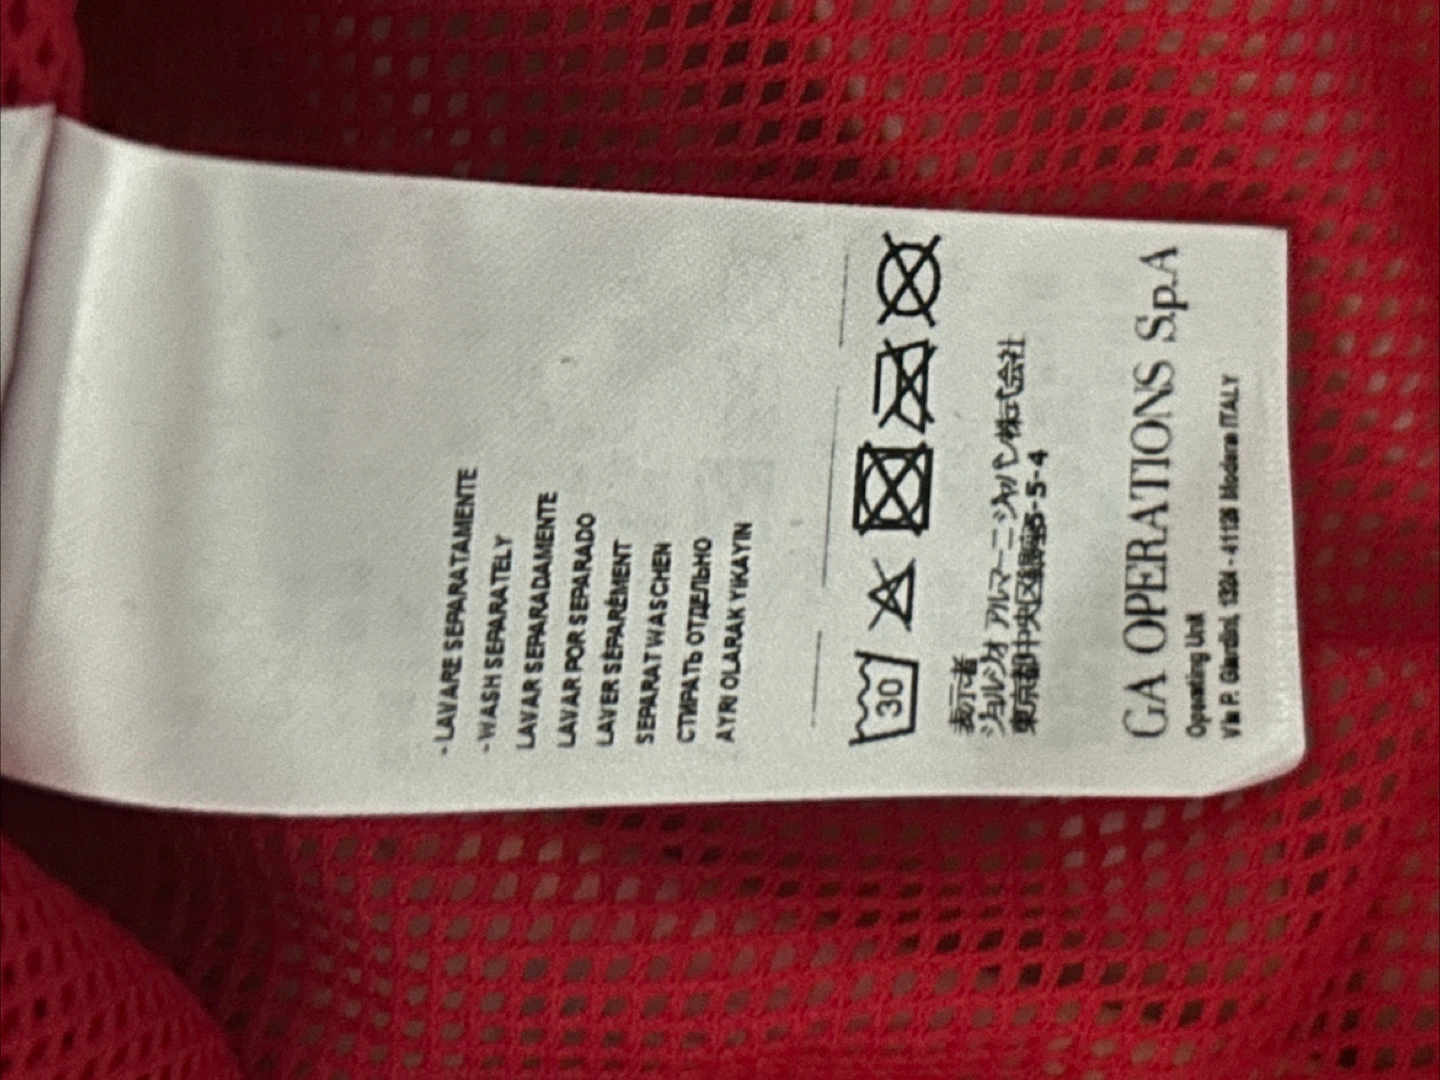 - LAVARE SEPARATAMENTE
- WASH SEPARATELY
LAVAR SEPARADAMENTE
LAVAR POR SEPARADO
LAVER SÉPARÉMENT
SEPARAT WASCHEN
СТИРАТЬ ОТДЕЛЬНО
AYRI OLARAK YIKAYIN
30
表示者
ジョルジオ アルマーニ ジャパン株式会社
東京都中央区銀座5-5-4
GA OPERATIONS S.p.A
Operating Unit
Via P. Giardini, 1324 - 41126 Modena ITALY